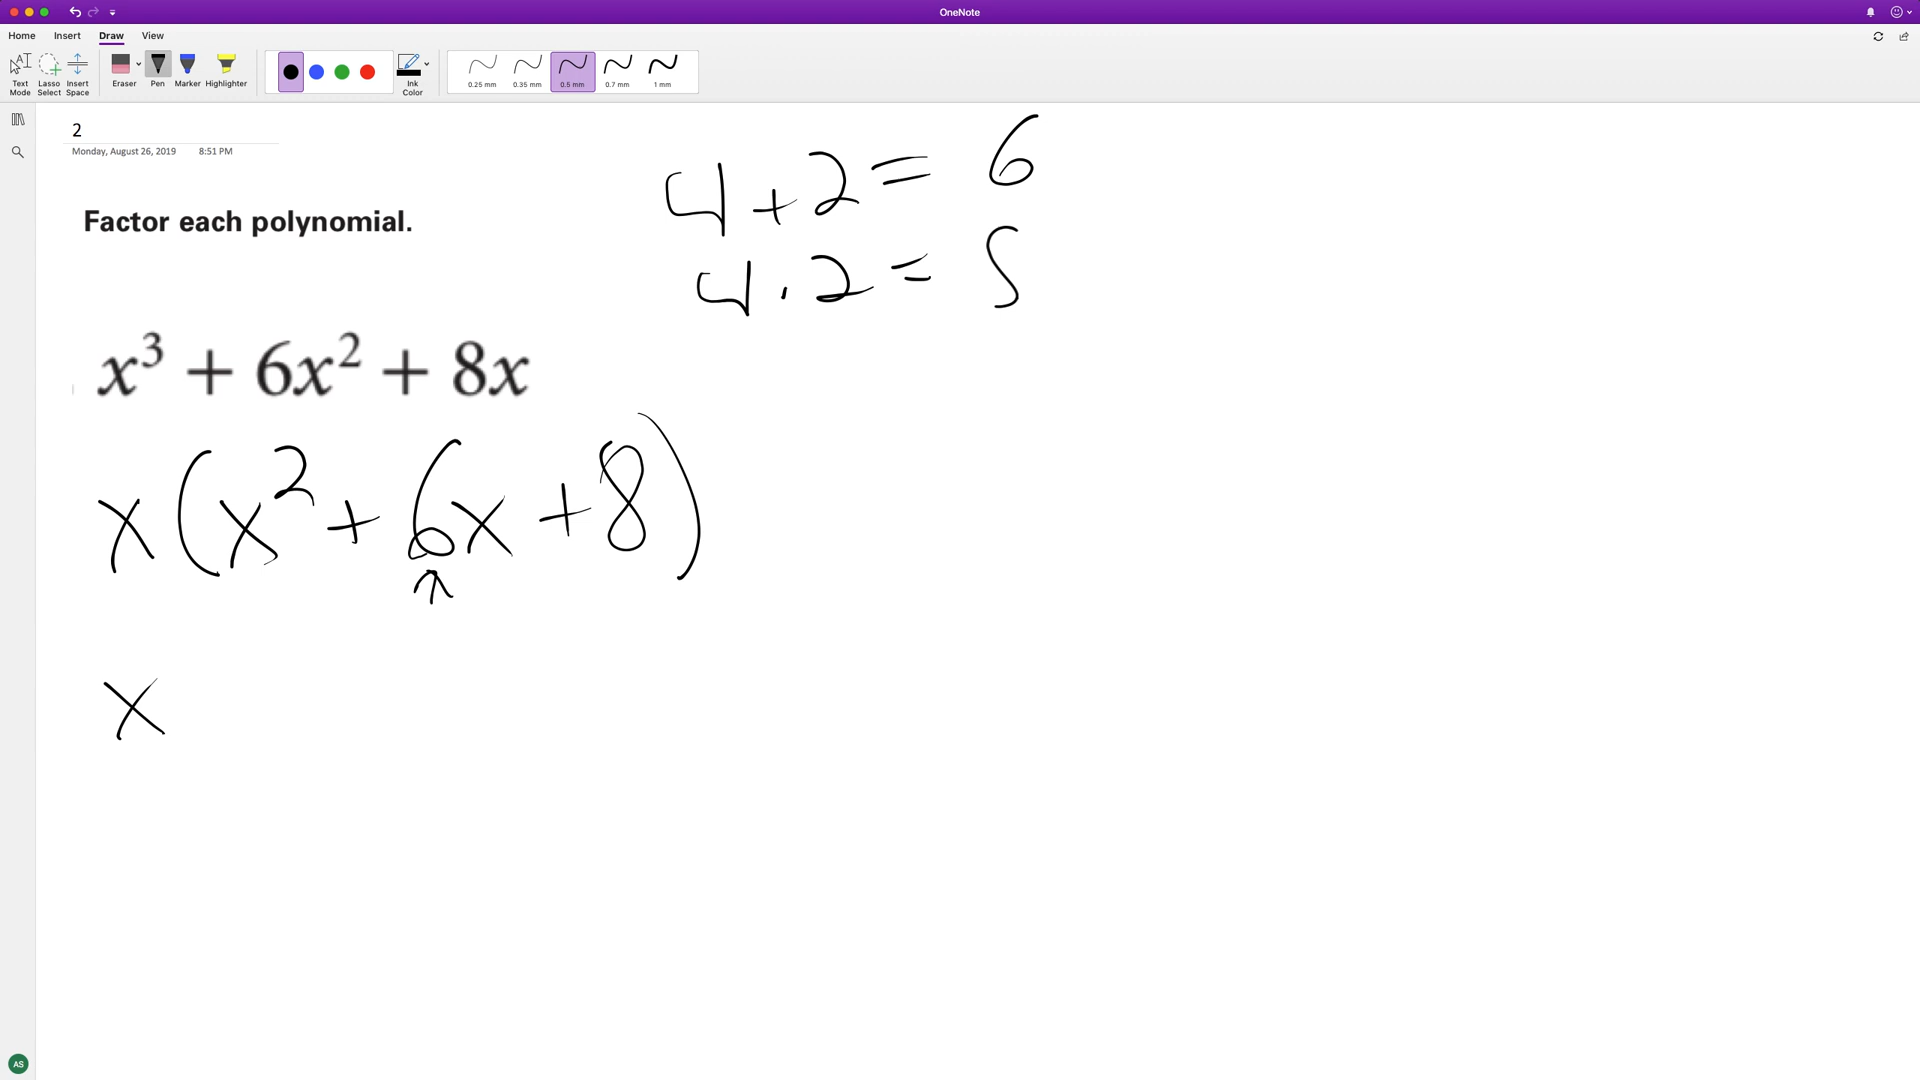 OneNote
Home Insert Draw View
Text Mode
Lasso Select
Insert Space
Eraser
Pen
Marker
Highlighter
Ink Color
0.25 mm
0.35 mm
0.5 mm
0.7 mm
1 mm
2
Monday, August 26, 2019 8:51 PM
4 + 2 = 6
4 . 2 =
Factor each polynomial.
x³ + 6x² + 8x
x(x² + 6x + 8)
x
AS